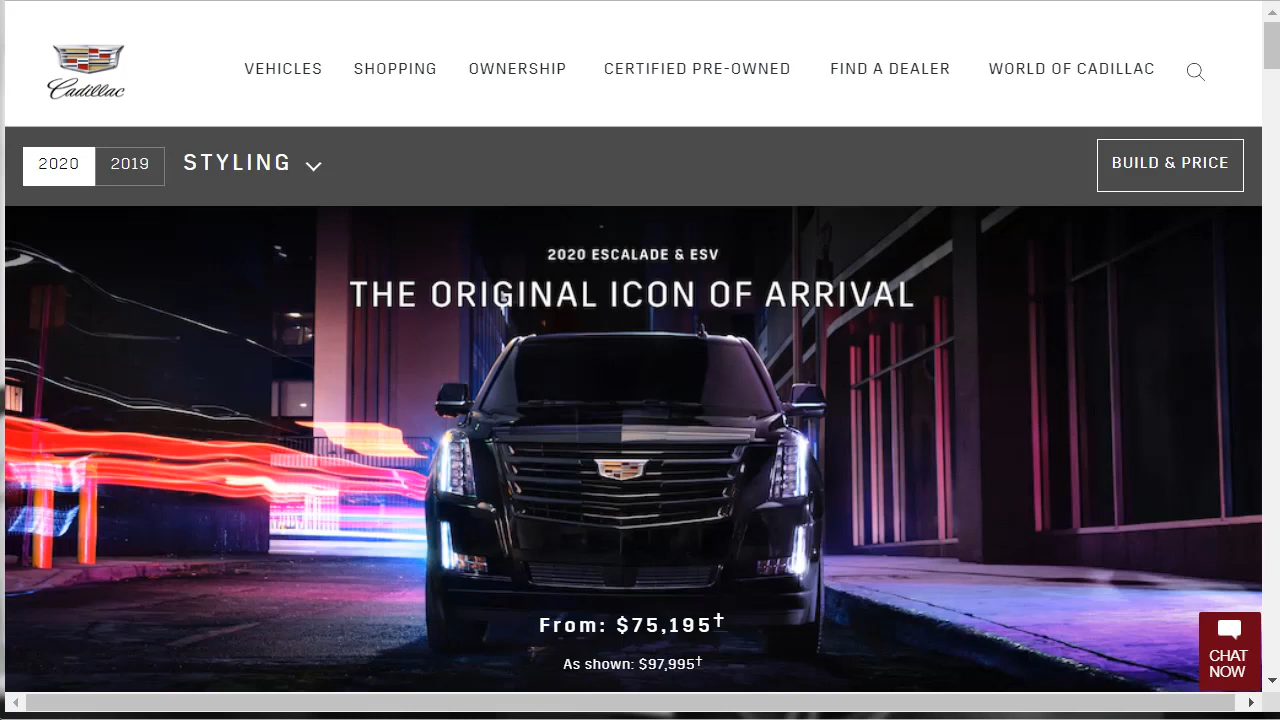 Cadillac
VEHICLES SHOPPING OWNERSHIP CERTIFIED PRE-OWNED FIND A DEALER WORLD OF CADILLAC
2020 2019 STYLING BUILD & PRICE
2020 ESCALADE & ESV
THE ORIGINAL ICON OF ARRIVAL
From: $75,195†
As shown: $97,995†
CHAT
NOW